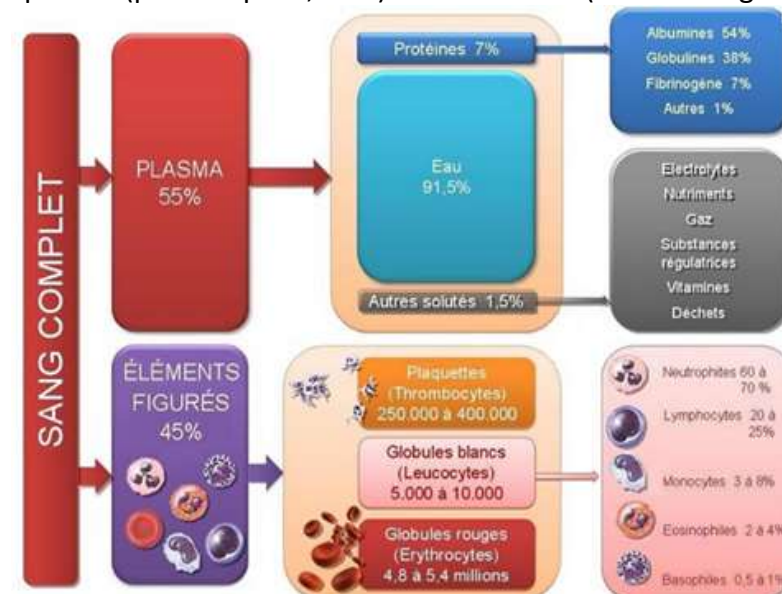 SANG COMPLET
PLASMA
55%
Protéines 7%
Eau
91,5%
Autres solutés 1,5%
Albumines 54%
Globulines 38%
Fibrinogène 7%
Autres 1%
Electrolytes
Nutriments
Gaz
Substances
régulatrices
Vitamines
Déchets
ÉLÉMENTS
FIGURÉS
45%
Plaquettes
(Thrombocytes)
250.000 à 400.000
Globules blancs
(Leucocytes)
5.000 à 10.000
Globules rouges
(Erythrocytes)
4,8 à 5,4 millions
Neutrophites 60 à
70 %
Lymphocytes 20 à
25%
Monocytes 3 à 8%
Eosinophiles 2 à 4%
Basophiles 0,5 à 1%